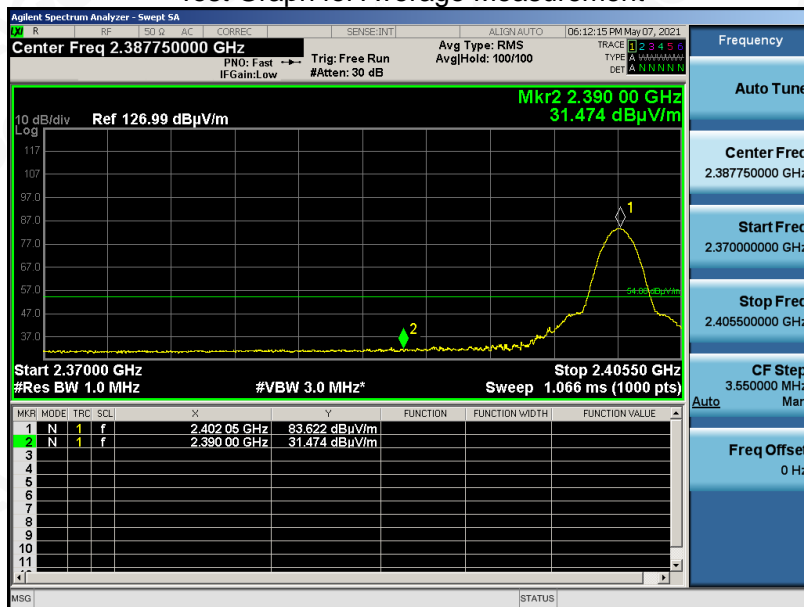 Test Graph for Average Measurement
Agilent Spectrum Analyzer - Swept SA
LXI R RF 50 Ω AC CORREC SENSE:INT ALIGN AUTO 06:12:15 PM May 07, 2021
Center Freq 2.387750000 GHz
PNO: Fast
IFGain:Low
Trig: Free Run
#Atten: 30 dB
Avg Type: RMS
Avg|Hold: 100/100
TRACE 1 2 3 4 5 6
TYPE A WWWWW
DET A N N N N N
Mkr2 2.390 00 GHz
31.474 dBµV/m
10 dB/div Ref 126.99 dBµV/m
Log
117
107
97.0
87.0
77.0
67.0
57.0
47.0
37.0
1
54.00 dBµV/m
2
Start 2.37000 GHz Stop 2.40550 GHz
#Res BW 1.0 MHz #VBW 3.0 MHz* Sweep 1.066 ms (1000 pts)
MKR MODE TRC SCL X Y FUNCTION FUNCTION WIDTH FUNCTION VALUE
1 N 1 f 2.402 05 GHz 83.622 dBµV/m
2 N 1 f 2.390 00 GHz 31.474 dBµV/m
3
4
5
6
7
8
9
10
11
MSG STATUS
Frequency
Auto Tune
Center Freq
2.387750000 GHz
Start Freq
2.370000000 GHz
Stop Freq
2.405500000 GHz
CF Step
3.550000 MHz
Auto Man
Freq Offset
0 Hz